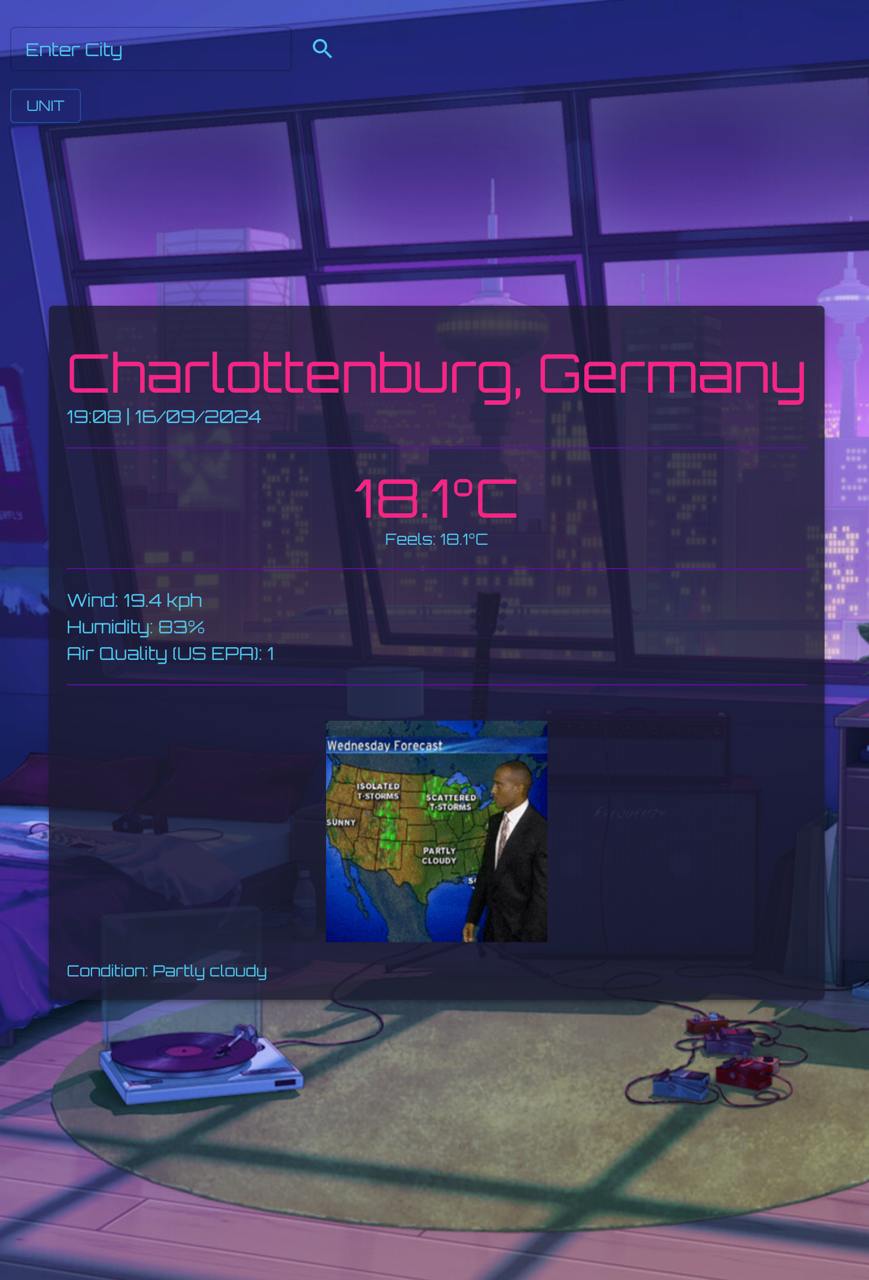 Enter City
UNIT
Charlottenburg, Germany
19:08 | 16/09/2024
18.1°C
Feels: 18.1°C
Wind: 19.4 kph
Humidity: 83%
Air Quality (US EPA): 1
Wednesday Forecast
ISOLATED
T-STORMS
SCATTERED
T-STORMS
SUNNY
PARTLY
CLOUDY
Condition: Partly cloudy